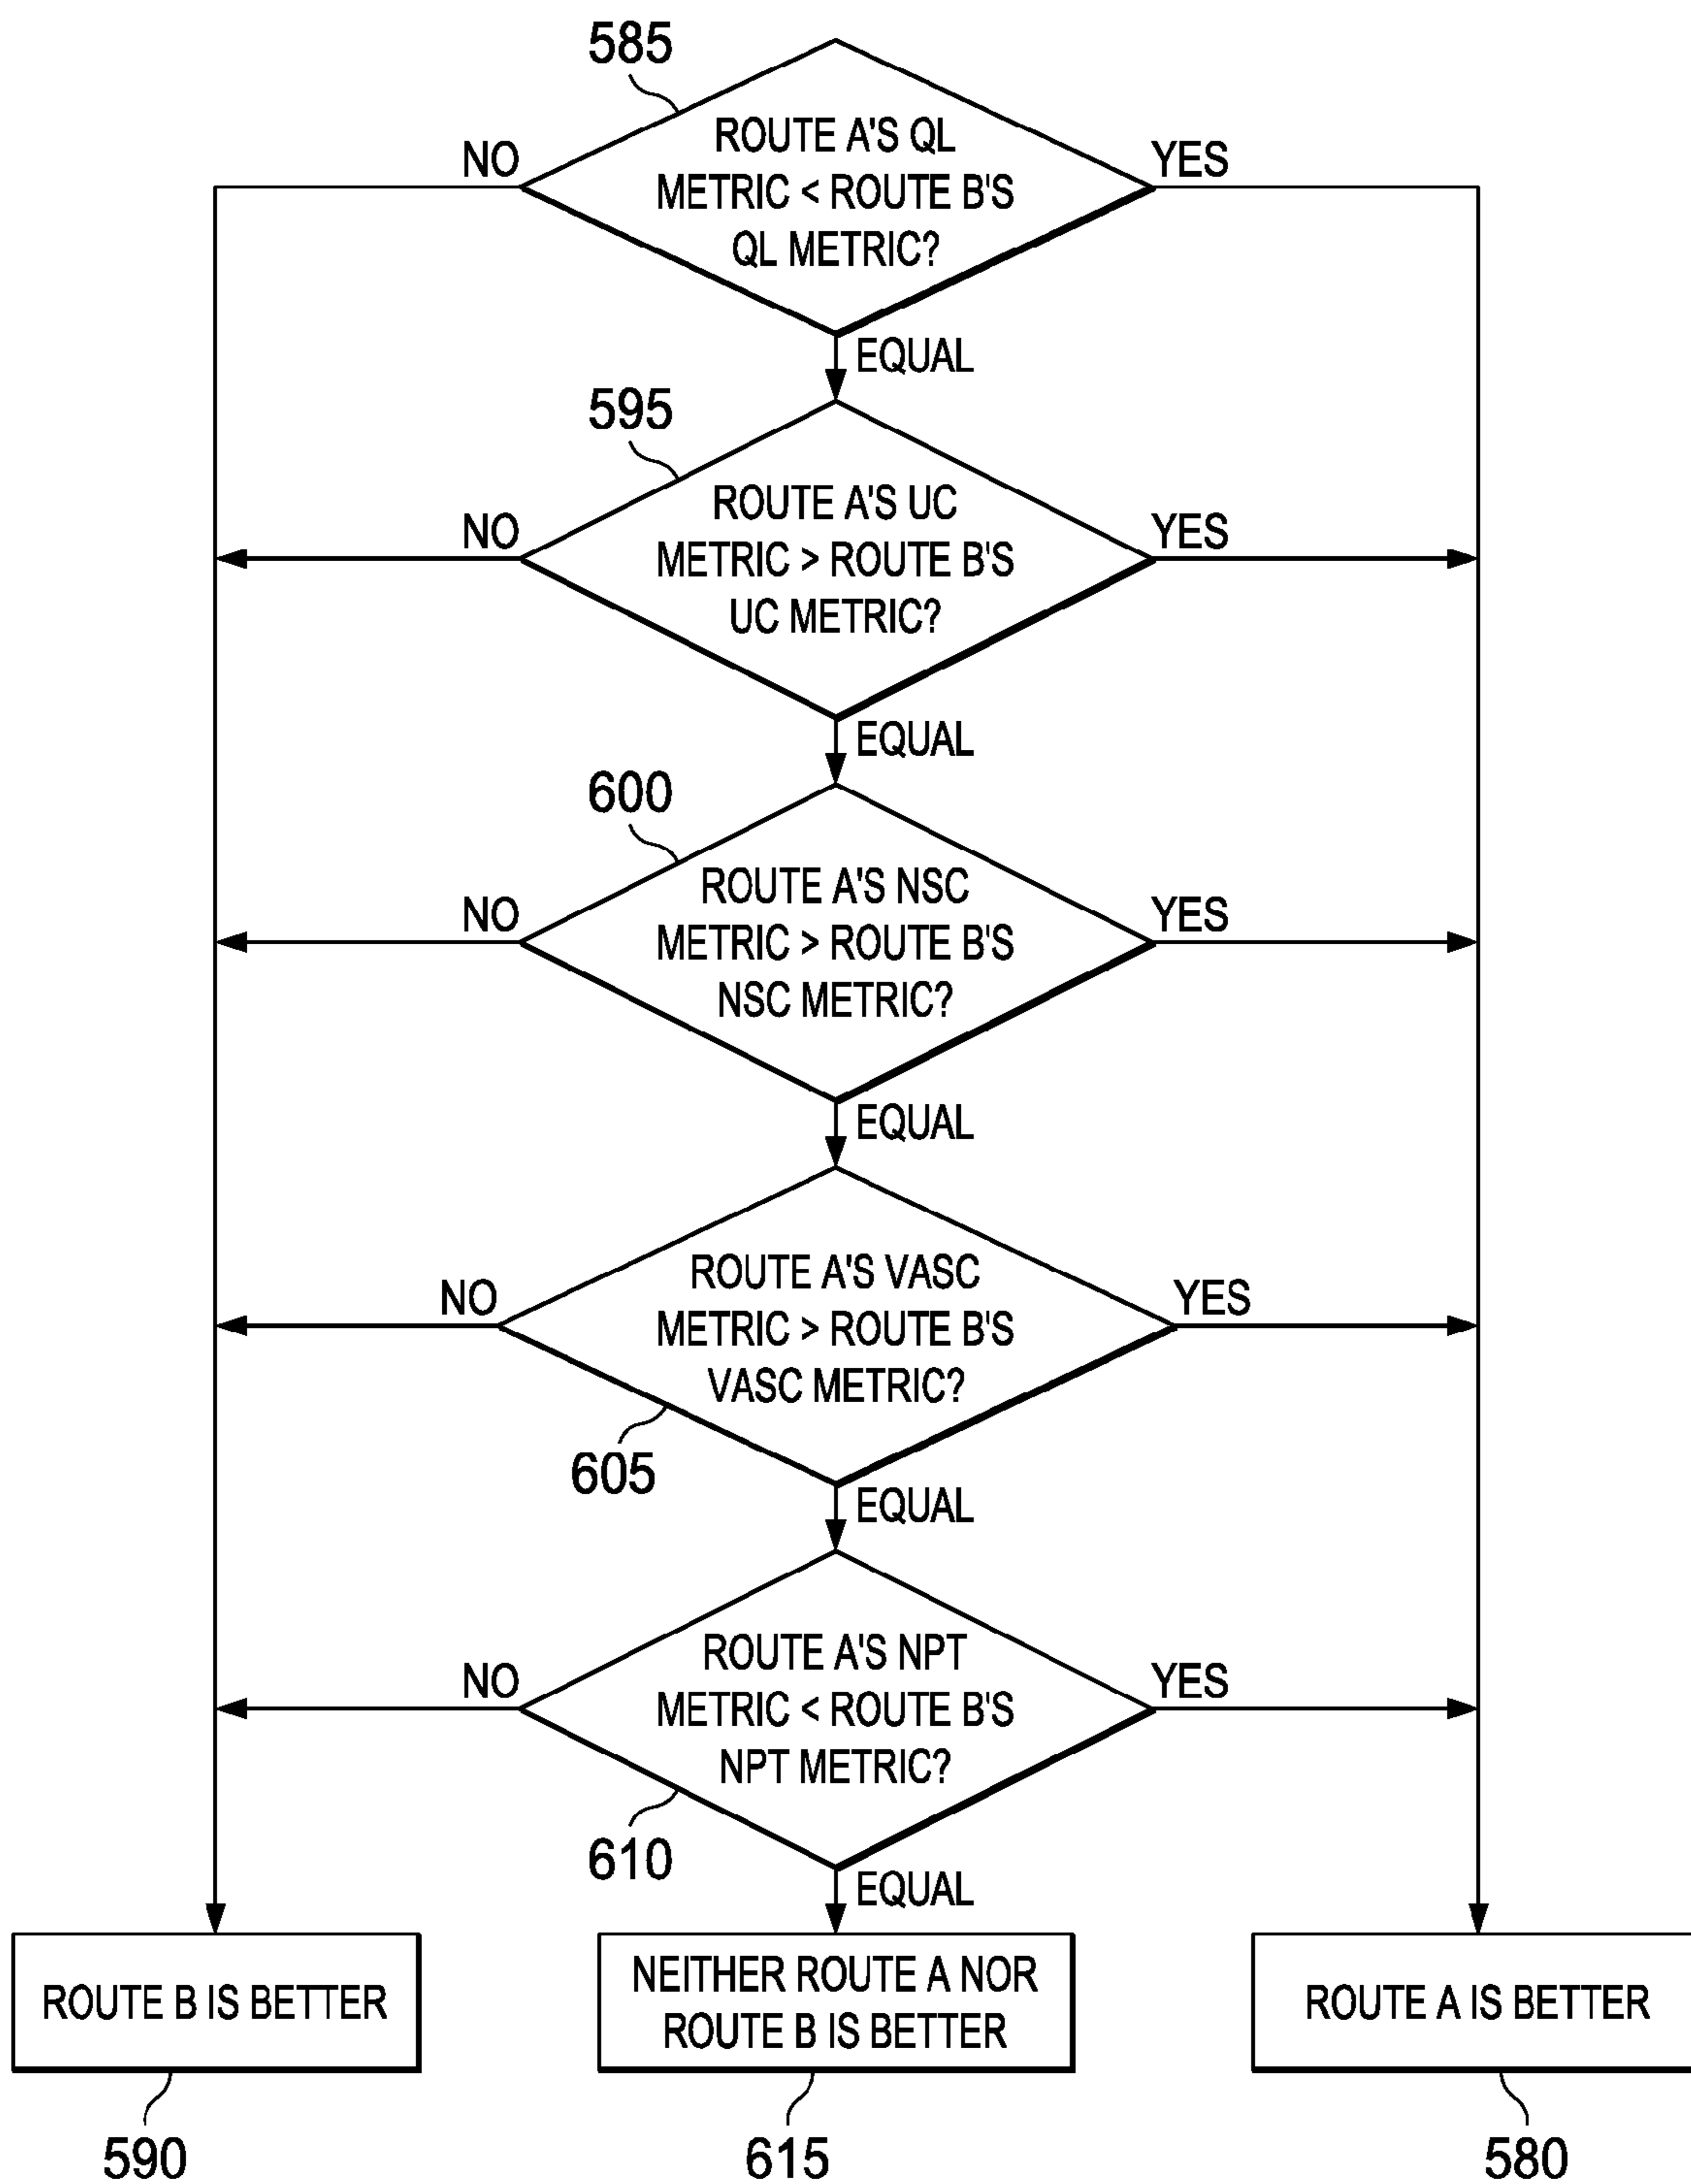 585
NO
YES
ROUTE A'S QL
METRIC < ROUTE B'S
QL METRIC?
EQUAL
595
NO
YES
ROUTE A'S UC
METRIC > ROUTE B'S
UC METRIC?
EQUAL
600
NO
YES
ROUTE A'S NSC
METRIC > ROUTE B'S
NSC METRIC?
EQUAL
NO
YES
ROUTE A'S VASC
METRIC > ROUTE B'S
VASC METRIC?
605
EQUAL
NO
YES
ROUTE A'S NPT
METRIC < ROUTE B'S
NPT METRIC?
610
EQUAL
ROUTE B IS BETTER
NEITHER ROUTE A NOR
ROUTE B IS BETTER
ROUTE A IS BETTER
590
615
580